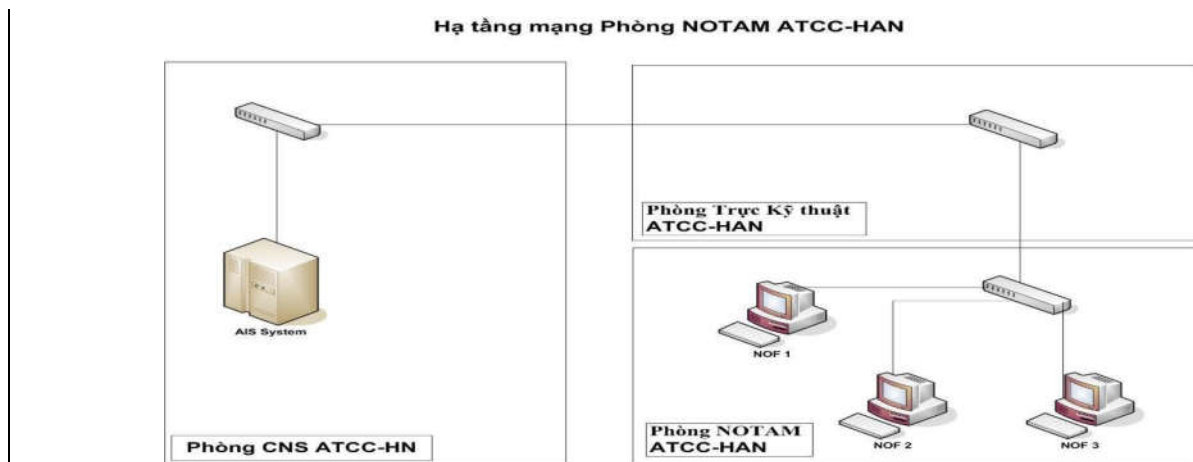 Hạ tầng mạng Phòng NOTAM ATCC-HAN
AIS System
Phòng CNS ATCC-HN
Phòng Trực Kỹ thuật
ATCC-HAN
NOF 1
NOF 2
NOF 3
Phòng NOTAM
ATCC-HAN